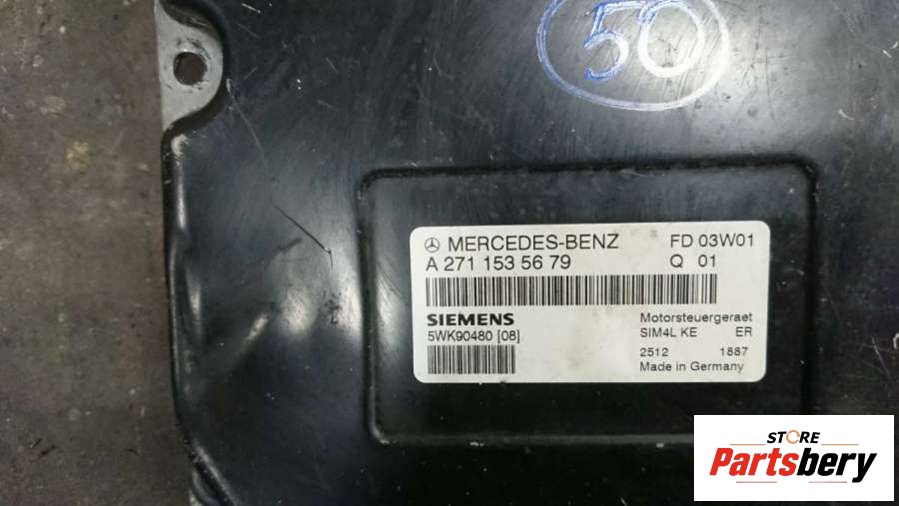 50
MERCEDES-BENZ FD 03W01
A 271 153 56 79 Q 01
SIEMENS Motorsteuergeraet
5WK90480 [08] SIM4L KE ER
2512 1887
Made in Germany
STORE
Partsbery